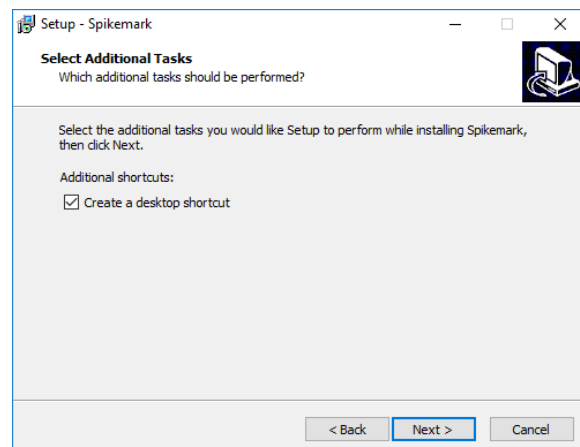 Setup - Spikemark
Select Additional Tasks
Which additional tasks should be performed?
Select the additional tasks you would like Setup to perform while installing Spikemark,
then click Next.
Additional shortcuts:
Create a desktop shortcut
< Back Next > Cancel